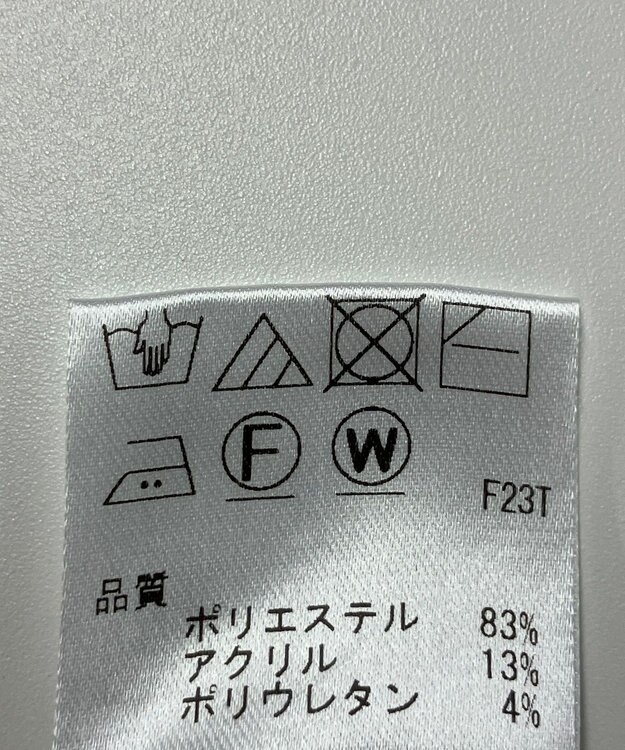 F W F23T
品質
ポリエステル 83%
アクリル 13%
ポリウレタン 4%